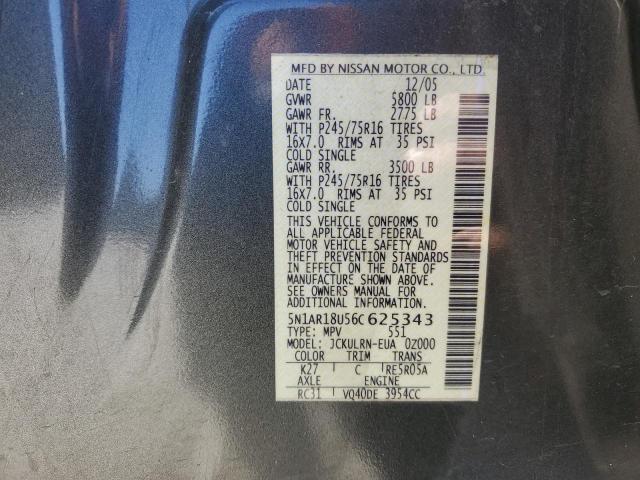 MFD BY NISSAN MOTOR CO., LTD.
DATE 12/05
GVWR 5800 LB
GAWR FR. 2775 LB
WITH P245/75R16 TIRES
16X7.0 RIMS AT 35 PSI
COLD SINGLE
GAWR RR. 3500 LB
WITH P245/75R16 TIRES
16X7.0 RIMS AT 35 PSI
COLD SINGLE
THIS VEHICLE CONFORMS TO
ALL APPLICABLE FEDERAL
MOTOR VEHICLE SAFETY AND
THEFT PREVENTION STANDARDS
IN EFFECT ON THE DATE OF
MANUFACTURE SHOWN ABOVE.
SEE OWNERS MANUAL FOR
ADDITIONAL INFORMATION.
5N1AR18U56C625343
TYPE: MPV 551
MODEL: JCKULRN-EUA 0Z000
COLOR TRIM TRANS
K27 C RE5R05A
AXLE ENGINE
RC31 VQ40DE 3954CC